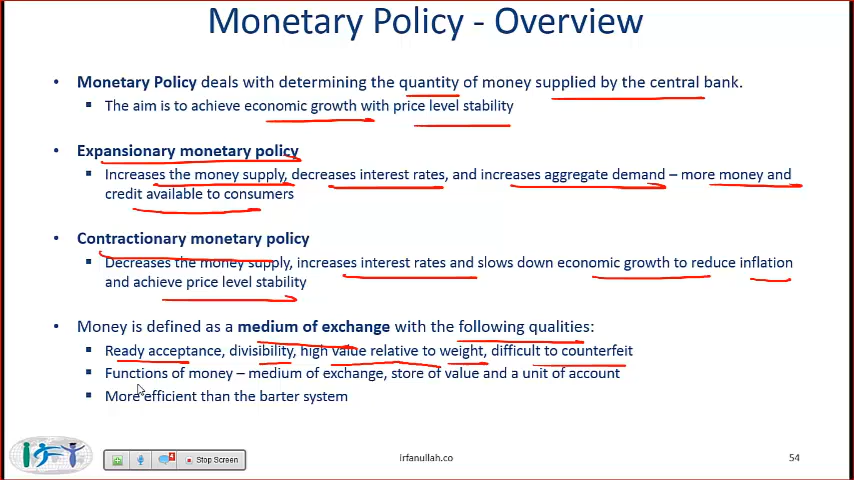 Monetary Policy - Overview
• Monetary Policy deals with determining the quantity of money supplied by the central bank.
▪ The aim is to achieve economic growth with price level stability
• Expansionary monetary policy
▪ Increases the money supply, decreases interest rates, and increases aggregate demand – more money and
credit available to consumers
• Contractionary monetary policy
▪ Decreases the money supply, increases interest rates and slows down economic growth to reduce inflation
and achieve price level stability
• Money is defined as a medium of exchange with the following qualities:
▪ Ready acceptance, divisibility, high value relative to weight, difficult to counterfeit
▪ Functions of money – medium of exchange, store of value and a unit of account
▪ More efficient than the barter system
4
Stop Screen
irfanullah.co
54